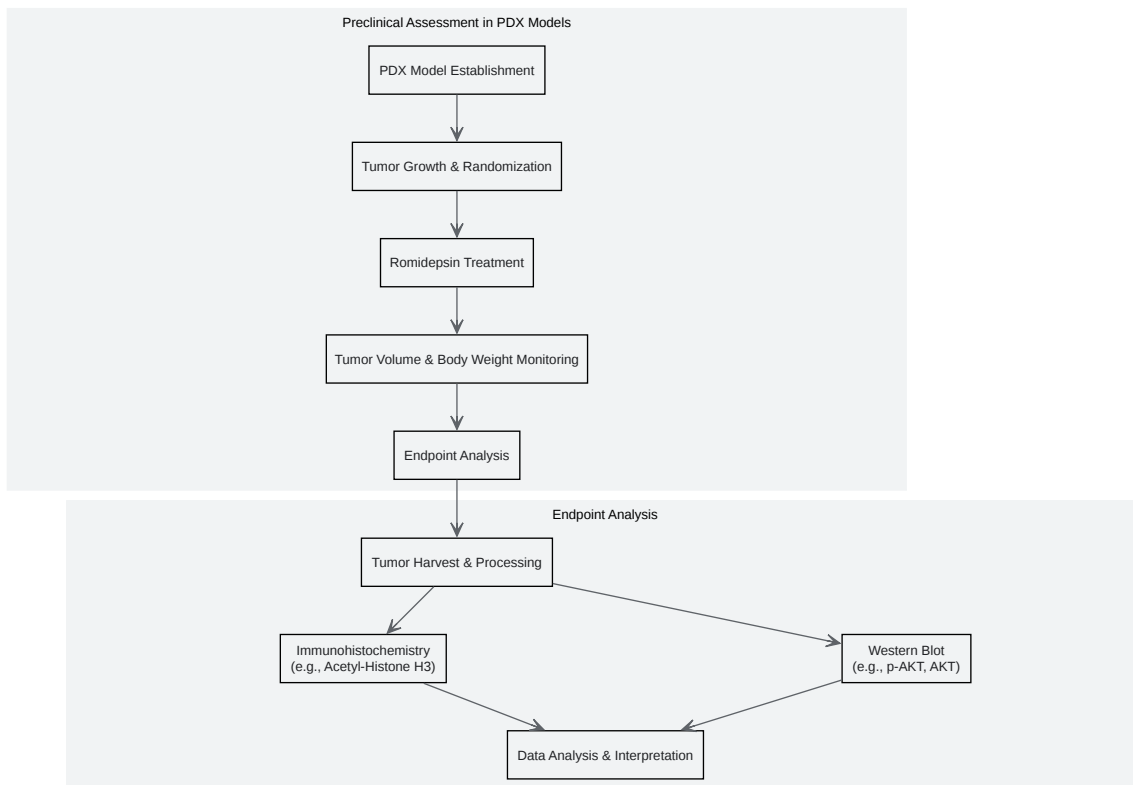 Preclinical Assessment in PDX Models
PDX Model Establishment
Tumor Growth & Randomization
Romidepsin Treatment
Tumor Volume & Body Weight Monitoring
Endpoint Analysis
Endpoint Analysis
Tumor Harvest & Processing
Immunohistochemistry
(e.g., Acetyl-Histone H3)
Western Blot
(e.g., p-AKT, AKT)
Data Analysis & Interpretation